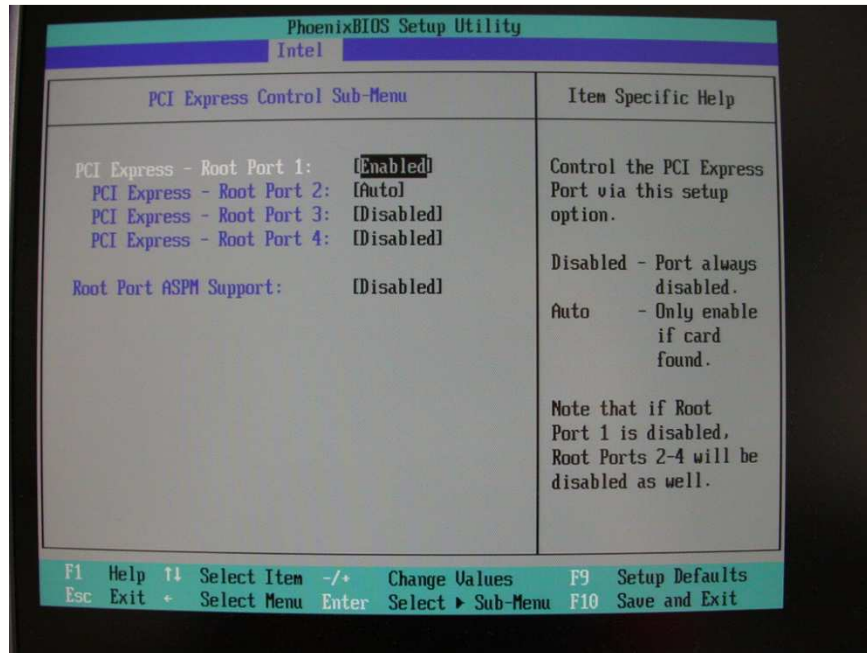 PhoenixBIOS Setup Utility
Intel
PCI Express Control Sub-Menu
Item Specific Help
PCI Express - Root Port 1: [Enabled]
PCI Express - Root Port 2: [Auto]
PCI Express - Root Port 3: [Disabled]
PCI Express - Root Port 4: [Disabled]
Root Port ASPM Support: [Disabled]
Control the PCI Express
Port via this setup
option.
Disabled - Port always
disabled.
Auto - Only enable
if card
found.
Note that if Root
Port 1 is disabled,
Root Ports 2-4 will be
disabled as well.
F1 Help ↑↓ Select Item -/+ Change Values F9 Setup Defaults
Esc Exit ← Select Menu Enter Select ▶ Sub-Menu F10 Save and Exit